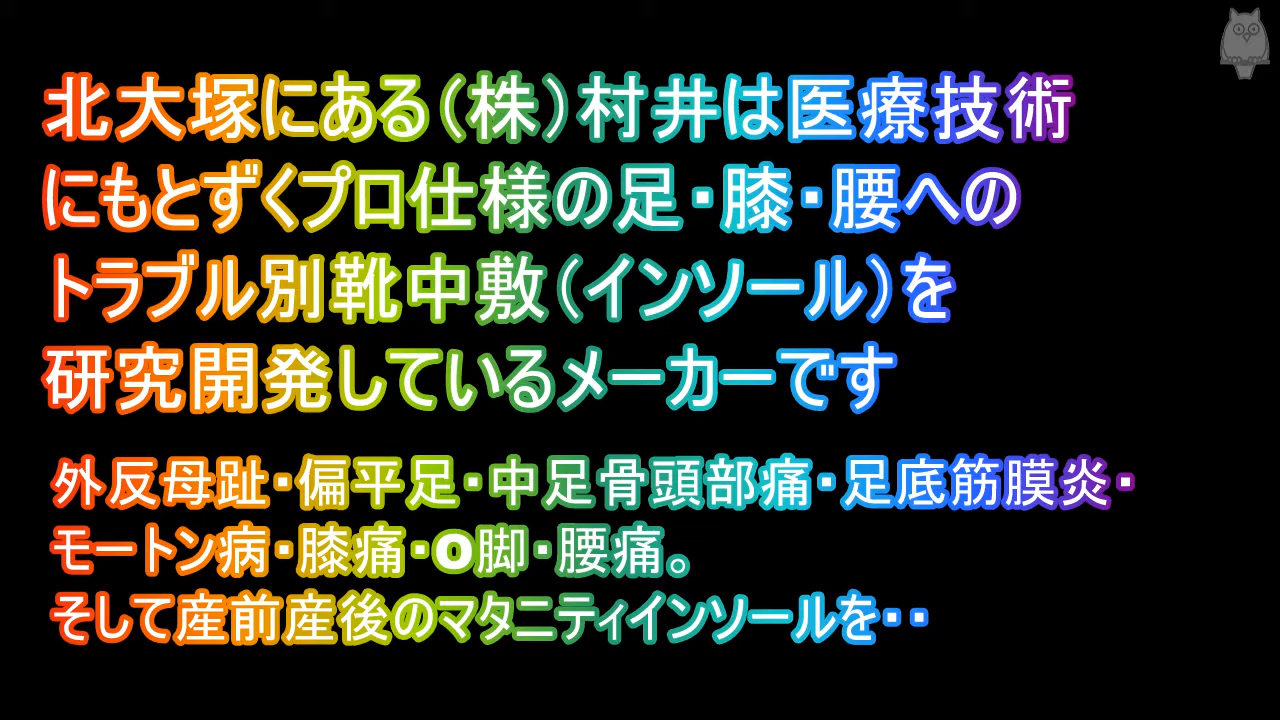 北大塚にある（株）村井は医療技術
にもとずくプロ仕様の足・膝・腰への
トラブル別靴中敷（インソール）を
研究開発しているメーカーです
外反母趾・偏平足・中足骨頭部痛・足底筋膜炎・
モートン病・膝痛・O脚・腰痛。
そして産前産後のマタニティインソールを・・